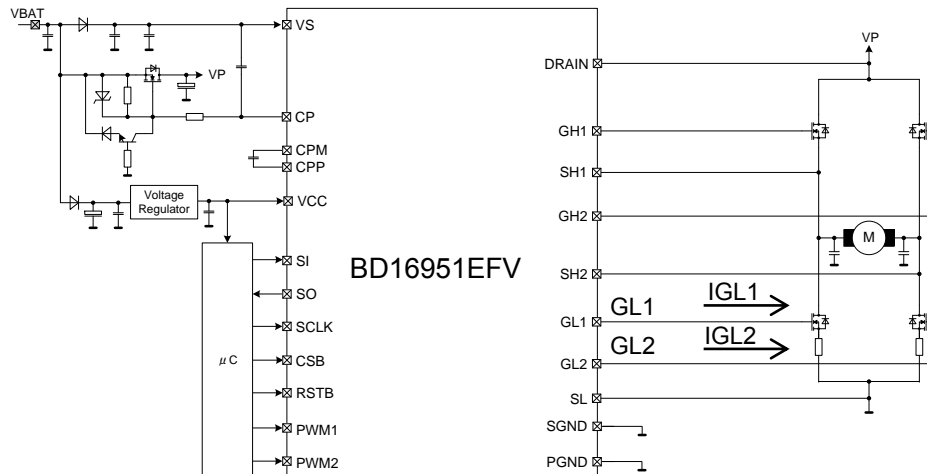 VBAT
VS
VP
CP
CPM
CPP
Voltage
Regulator
VCC
SI
SO
SCLK
μC
CSB
RSTB
PWM1
PWM2
BD16951EFV
VP
DRAIN
GH1
SH1
GH2
M
SH2
GL1
IGL1
GL1
GL2
IGL2
GL2
SL
SGND
PGND